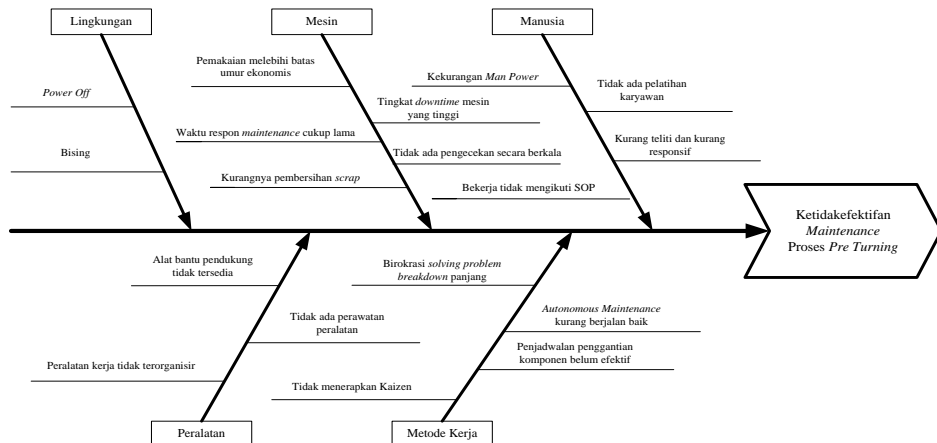 Lingkungan
Mesin
Manusia
Pemakaian melebihi batas
umur ekonomis
Kekurangan Man Power
Tidak ada pelatihan
karyawan
Power Off
Tingkat downtime mesin
yang tinggi
Waktu respon maintenance cukup lama
Bising
Tidak ada pengecekan secara berkala
Kurang teliti dan kurang
responsif
Kurangnya pembersihan scrap
Bekerja tidak mengikuti SOP
Ketidakefektifan
Maintenance
Proses Pre Turning
Alat bantu pendukung
tidak tersedia
Birokrasi solving problem
breakdown panjang
Tidak ada perawatan
peralatan
Autonomous Maintenance
kurang berjalan baik
Peralatan kerja tidak terorganisir
Penjadwalan penggantian
komponen belum efektif
Tidak menerapkan Kaizen
Peralatan
Metode Kerja